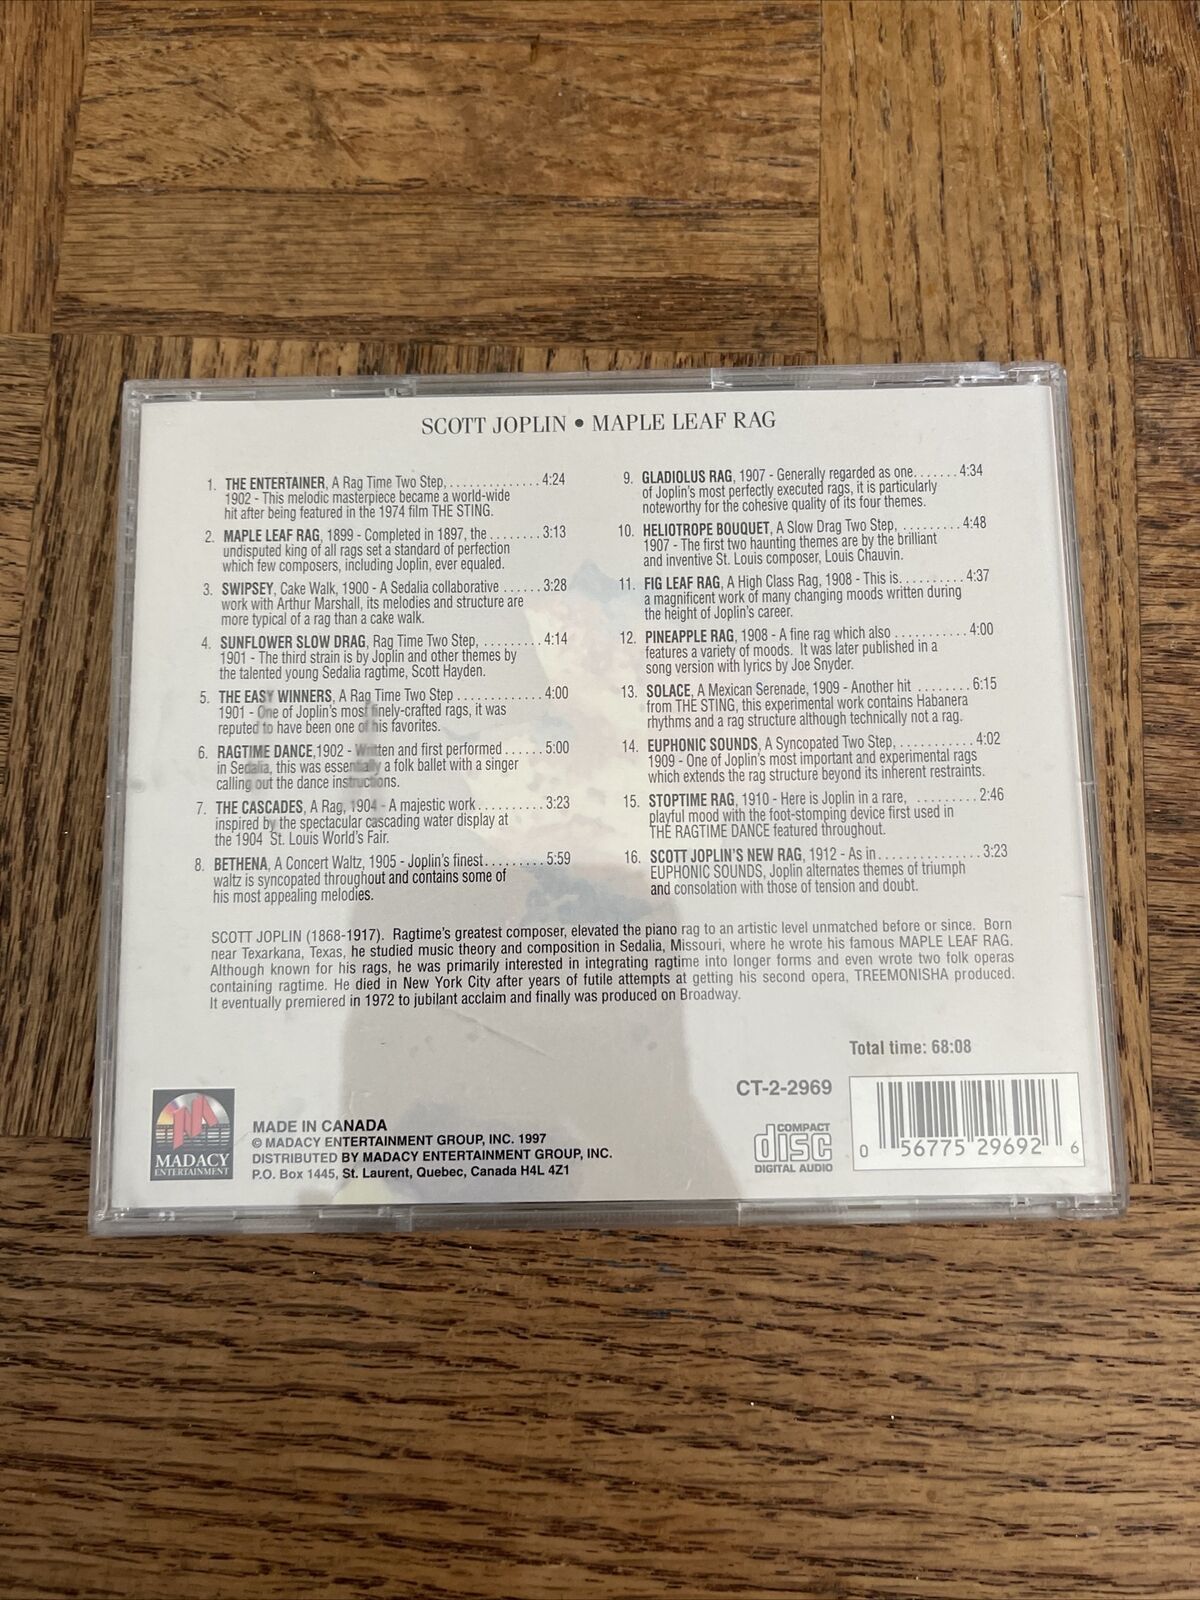 SCOTT JOPLIN • MAPLE LEAF RAG
1. THE ENTERTAINER, A Rag Time Two Step, . . . . . . . . . . . . . 4:24
1902 - This melodic masterpiece became a world-wide
hit after being featured in the 1974 film THE STING.
2. MAPLE LEAF RAG, 1899 - Completed in 1897, the . . . . . . . . 3:13
undisputed king of all rags set a standard of perfection
which few composers, including Joplin, ever equaled.
3. SWIPSEY, Cake Walk, 1900 - A Sedalia collaborative . . . . . . . 3:28
work with Arthur Marshall, its melodies and structure are
more typical of a rag than a cake walk.
4. SUNFLOWER SLOW DRAG, Rag Time Two Step, . . . . . . . . . 4:14
1901 - The third strain is by Joplin and other themes by
the talented young Sedalia ragtime, Scott Hayden.
5. THE EASY WINNERS, A Rag Time Two Step . . . . . . . . . . . . . 4:00
1901 - One of Joplin's most finely-crafted rags, it was
reputed to have been one of his favorites.
6. RAGTIME DANCE,1902 - Written and first performed . . . . . . 5:00
in Sedalia, this was essentially a folk ballet with a singer
calling out the dance instructions.
7. THE CASCADES, A Rag, 1904 - A majestic work . . . . . . . . . . 3:23
inspired by the spectacular cascading water display at
the 1904 St. Louis World's Fair.
8. BETHENA, A Concert Waltz, 1905 - Joplin's finest . . . . . . . . . 5:59
waltz is syncopated throughout and contains some of
his most appealing melodies.
9. GLADIOLUS RAG, 1907 - Generally regarded as one. . . . . . . 4:34
of Joplin's most perfectly executed rags, it is particularly
noteworthy for the cohesive quality of its four themes.
10. HELIOTROPE BOUQUET, A Slow Drag Two Step, . . . . . . . . . 4:48
1907 - The first two haunting themes are by the brilliant
and inventive St. Louis composer, Louis Chauvin.
11. FIG LEAF RAG, A High Class Rag, 1908 - This is. . . . . . . . . . 4:37
a magnificent work of many changing moods written during
the height of Joplin's career.
12. PINEAPPLE RAG, 1908 - A fine rag which also . . . . . . . . . . . 4:00
features a variety of moods. It was later published in a
song version with lyrics by Joe Snyder.
13. SOLACE, A Mexican Serenade, 1909 - Another hit . . . . . . . . 6:15
from THE STING, this experimental work contains Habanera
rhythms and a rag structure although technically not a rag.
14. EUPHONIC SOUNDS, A Syncopated Two Step, . . . . . . . . . . . 4:02
1909 - One of Joplin's most important and experimental rags
which extends the rag structure beyond its inherent restraints.
15. STOPTIME RAG, 1910 - Here is Joplin in a rare, . . . . . . . . . 2:46
playful mood with the foot-stomping device first used in
THE RAGTIME DANCE featured throughout.
16. SCOTT JOPLIN'S NEW RAG, 1912 - As in . . . . . . . . . . . . . . . 3:23
EUPHONIC SOUNDS, Joplin alternates themes of triumph
and consolation with those of tension and doubt.
SCOTT JOPLIN (1868-1917). Ragtime's greatest composer, elevated the piano rag to an artistic level unmatched before or since. Born
near Texarkana, Texas, he studied music theory and composition in Sedalia, Missouri, where he wrote his famous MAPLE LEAF RAG.
Although known for his rags, he was primarily interested in integrating ragtime into longer forms and even wrote two folk operas
containing ragtime. He died in New York City after years of futile attempts at getting his second opera, TREEMONISHA produced.
It eventually premiered in 1972 to jubilant acclaim and finally was produced on Broadway.
Total time: 68:08
MADACY
ENTERTAINMENT
MADE IN CANADA
© MADACY ENTERTAINMENT GROUP, INC. 1997
DISTRIBUTED BY MADACY ENTERTAINMENT GROUP, INC.
P.O. Box 1445, St. Laurent, Quebec, Canada H4L 4Z1
CT-2-2969
COMPACT
disc
DIGITAL AUDIO
0 56775 29692 6